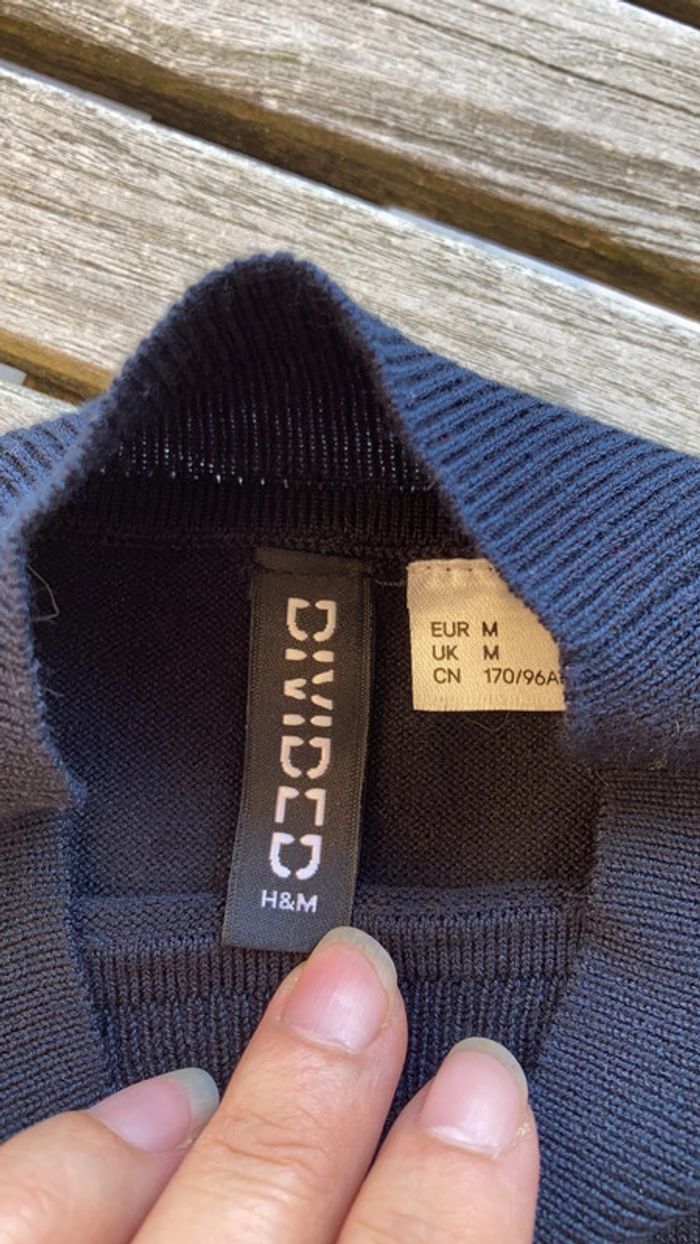 DIVIDED
H&M
EUR M
UK M
CN 170/96A